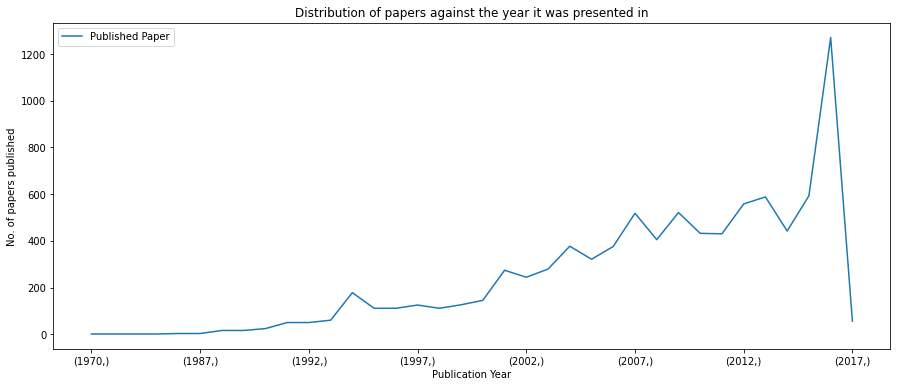 Distribution of papers against the year it was presented in
Published Paper
1200
1000
800
600
400
200
0
No. of papers published
(1970,) (1987,) (1992,) (1997,) (2002,) (2007,) (2012,) (2017,)
Publication Year